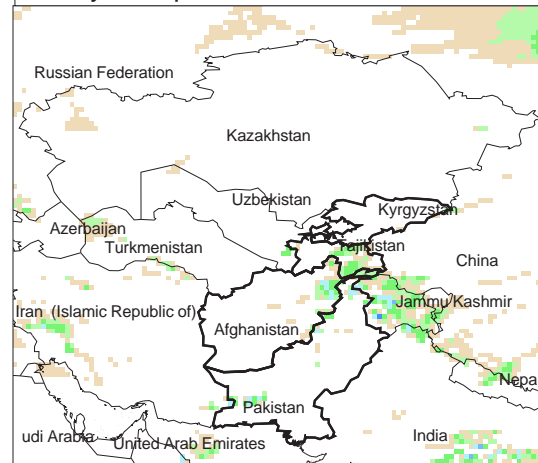 Russian Federation
Kazakhstan
Uzbekistan
Kyrgyzstan
Azerbaijan
Turkmenistan
Tajikistan
China
Jammu/Kashmir
Iran (Islamic Republic of)
Afghanistan
Nepa
Pakistan
udi Arabia
United Arab Emirates
India